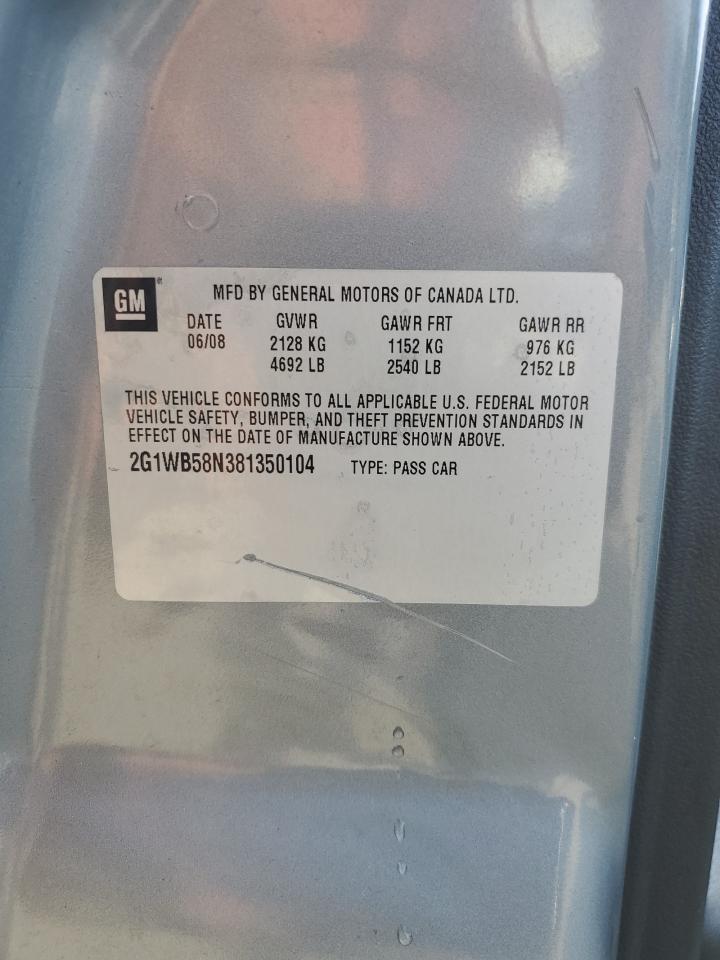 GM
MFD BY GENERAL MOTORS OF CANADA LTD.
DATE GVWR GAWR FRT GAWR RR
06/08 2128 KG 1152 KG 976 KG
4692 LB 2540 LB 2152 LB
THIS VEHICLE CONFORMS TO ALL APPLICABLE U.S. FEDERAL MOTOR
VEHICLE SAFETY, BUMPER, AND THEFT PREVENTION STANDARDS IN
EFFECT ON THE DATE OF MANUFACTURE SHOWN ABOVE.
2G1WB58N381350104 TYPE: PASS CAR